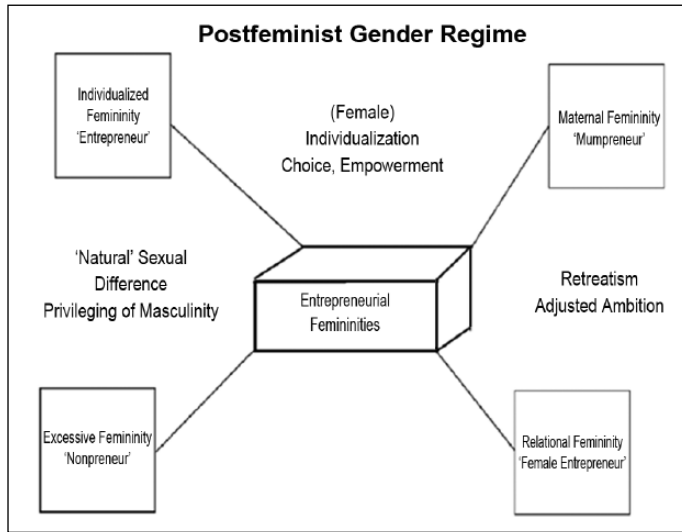 Postfeminist Gender Regime
Individualized
Femininity
'Entrepreneur'
(Female)
Individualization
Choice, Empowerment
Maternal Femininity
'Mumpreneur'
'Natural' Sexual
Difference
Privileging of Masculinity
Entrepreneurial
Femininities
Retreatism
Adjusted Ambition
Excessive Femininity
'Nonpreneur'
Relational Femininity
'Female Entrepreneur'